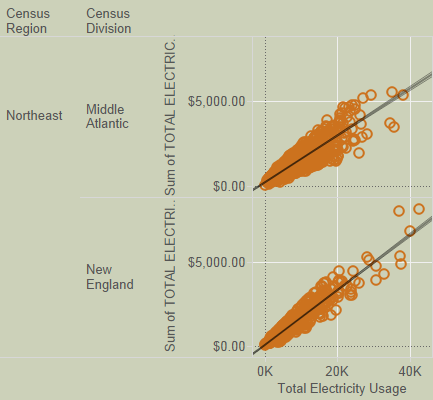 Census Region
Census Division
Northeast
Middle Atlantic
Sum of TOTAL ELECTRIC.
$5,000.00
$0.00
New England
Sum of TOTAL ELECTRI..
$5,000.00
$0.00
0K 20K 40K
Total Electricity Usage